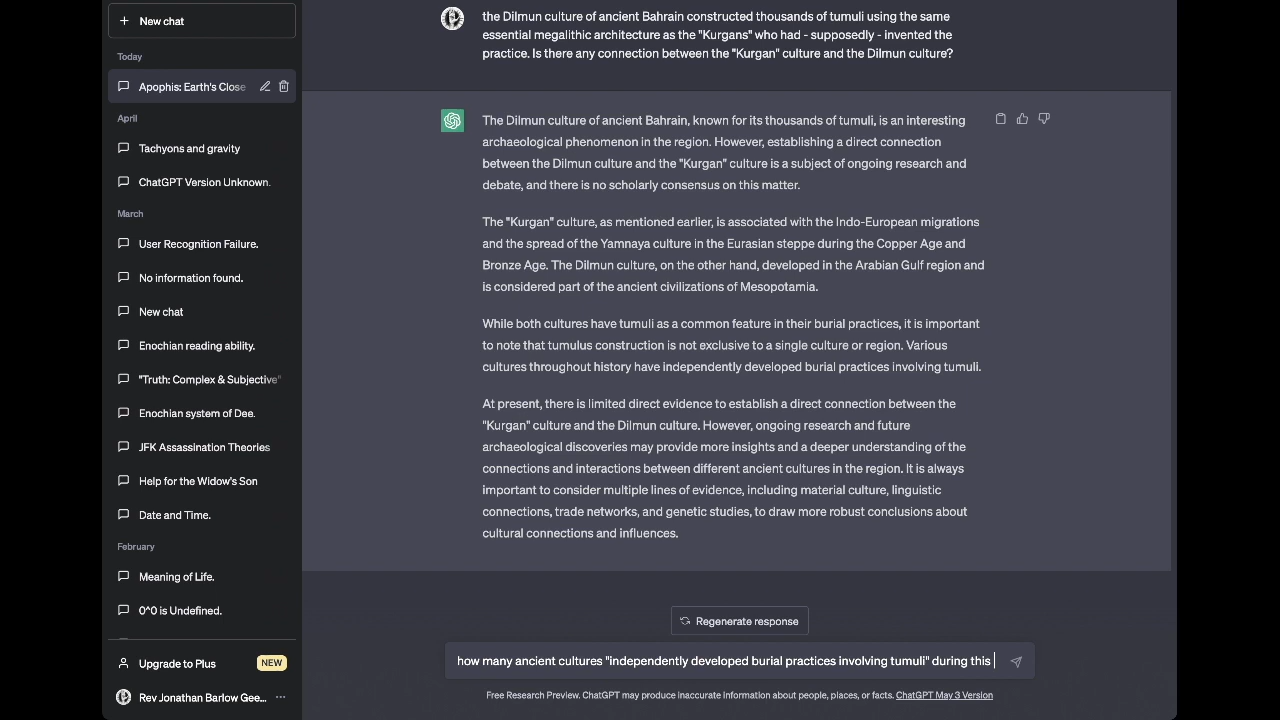 New chat
Today
Apophis: Earth's Close
April
Tachyons and gravity
ChatGPT Version Unknown.
March
User Recognition Failure.
No information found.
New chat
Enochian reading ability.
"Truth: Complex & Subjective"
Enochian system of Dee.
JFK Assassination Theories
Help for the Widow's Son
Date and Time.
February
Meaning of Life.
0^0 is Undefined.
Upgrade to Plus
NEW
Rev Jonathan Barlow Gee...
the Dilmun culture of ancient Bahrain constructed thousands of tumuli using the same
essential megalithic architecture as the "Kurgans" who had - supposedly - invented the
practice. Is there any connection between the "Kurgan" culture and the Dilmun culture?
The Dilmun culture of ancient Bahrain, known for its thousands of tumuli, is an interesting
archaeological phenomenon in the region. However, establishing a direct connection
between the Dilmun culture and the "Kurgan" culture is a subject of ongoing research and
debate, and there is no scholarly consensus on this matter.
The "Kurgan" culture, as mentioned earlier, is associated with the Indo-European migrations
and the spread of the Yamnaya culture in the Eurasian steppe during the Copper Age and
Bronze Age. The Dilmun culture, on the other hand, developed in the Arabian Gulf region and
is considered part of the ancient civilizations of Mesopotamia.
While both cultures have tumuli as a common feature in their burial practices, it is important
to note that tumulus construction is not exclusive to a single culture or region. Various
cultures throughout history have independently developed burial practices involving tumuli.
At present, there is limited direct evidence to establish a direct connection between the
"Kurgan" culture and the Dilmun culture. However, ongoing research and future
archaeological discoveries may provide more insights and a deeper understanding of the
connections and interactions between different ancient cultures in the region. It is always
important to consider multiple lines of evidence, including material culture, linguistic
connections, trade networks, and genetic studies, to draw more robust conclusions about
cultural connections and influences.
Regenerate response
how many ancient cultures "independently developed burial practices involving tumuli" during this
Free Research Preview. ChatGPT may produce inaccurate information about people, places, or facts. ChatGPT May 3 Version